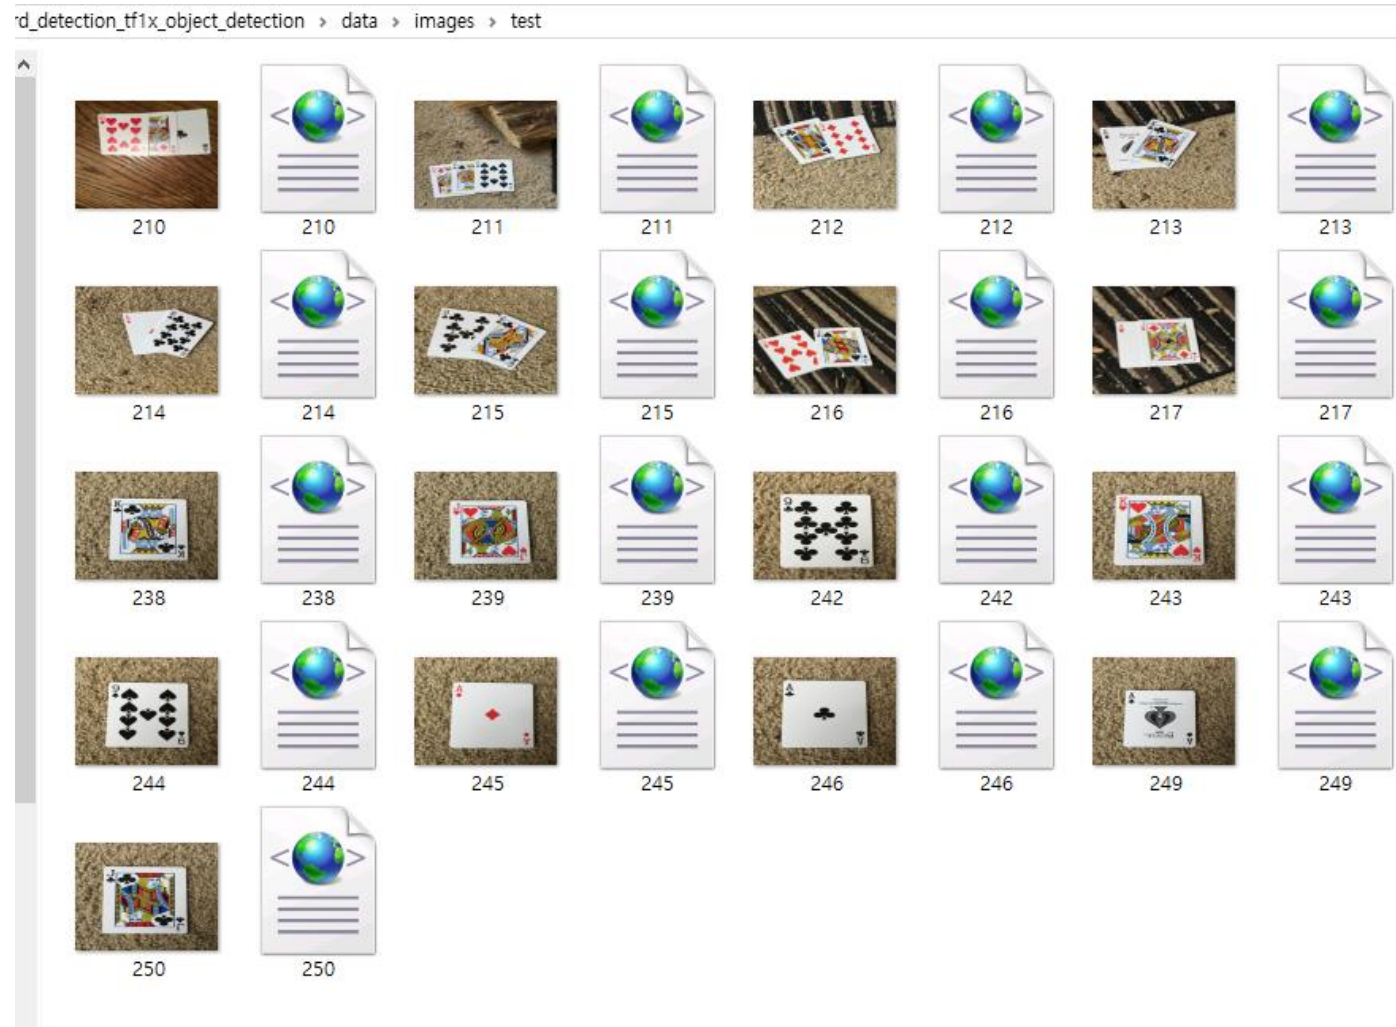 rd_detection_tf1x_object_detection > data > images > test
210 210 211 211 212 212 213 213
214 214 215 215 216 216 217 217
238 238 239 239 242 242 243 243
244 244 245 245 246 246 249 249
250 250